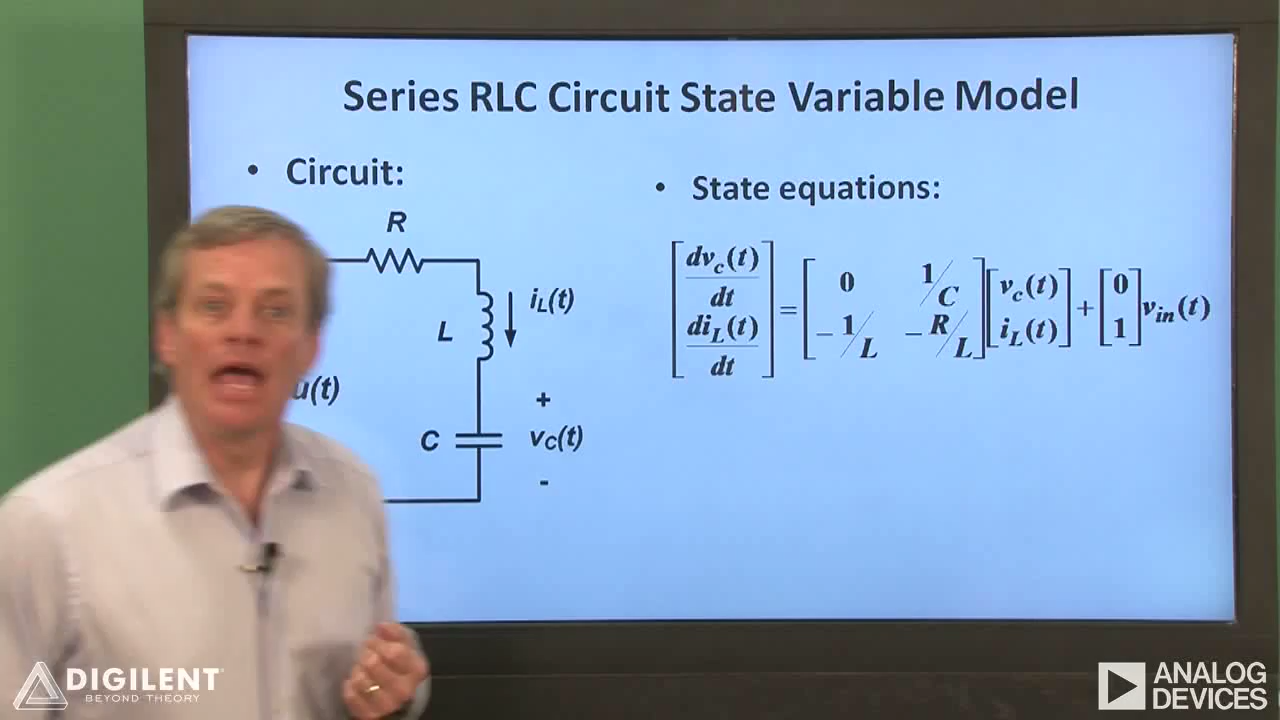 Series RLC Circuit State Variable Model
• Circuit:
R
L
iL(t)
u(t)
+
C
vC(t)
-
• State equations:
[dvc(t)/dt diL(t)/dt] = [0 1/C -1/L -R/L] [vc(t) iL(t)] + [0 1] vin(t)
DIGILENT
BEYOND THEORY
ANALOG
DEVICES